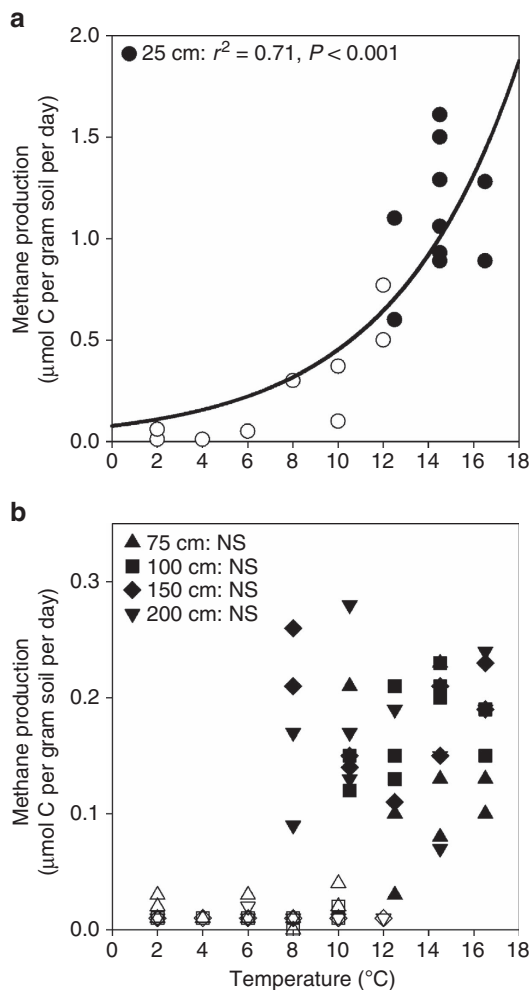 a
2.0
25 cm: r² = 0.71, P < 0.001
1.5
1.0
0.5
0.0
Methane production
(μmol C per gram soil per day)
0 2 4 6 8 10 12 14 16 18
b
75 cm: NS
100 cm: NS
150 cm: NS
200 cm: NS
0.3
0.2
0.1
0.0
Methane production
(μmol C per gram soil per day)
0 2 4 6 8 10 12 14 16 18
Temperature (°C)